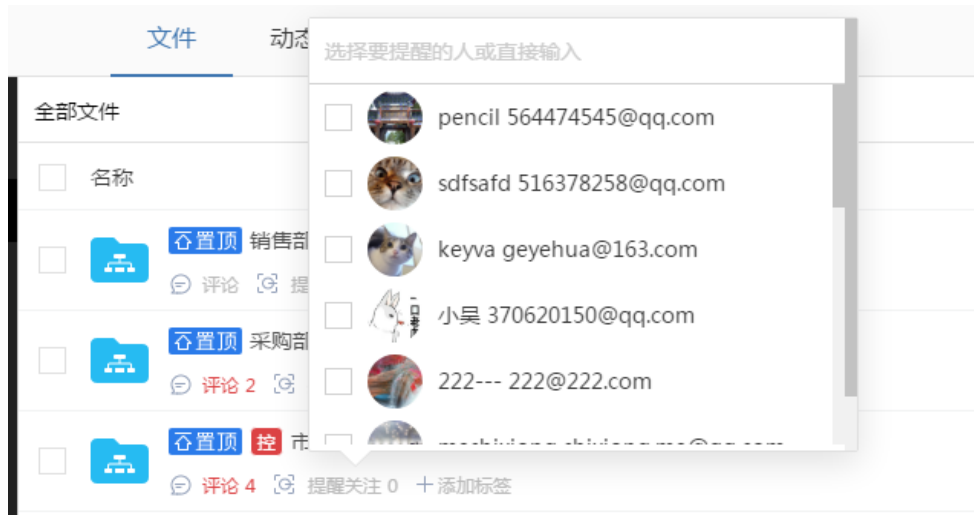 文件 动态
选择要提醒的人或直接输入
全部文件
pencil 564474545@qq.com
名称
sdfsafd 516378258@qq.com
置顶 销售部
keyva geyehua@163.com
评论 提
小昊 370620150@qq.com
置顶 采购部
评论 2
222--- 222@222.com
置顶 控 市
评论 4 提醒关注 0 +添加标签